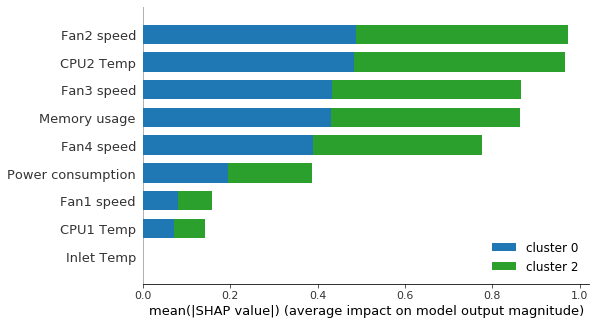 Fan2 speed
CPU2 Temp
Fan3 speed
Memory usage
Fan4 speed
Power consumption
Fan1 speed
CPU1 Temp
Inlet Temp
cluster 0
cluster 2
0.0 0.2 0.4 0.6 0.8 1.0
mean(|SHAP value|) (average impact on model output magnitude)